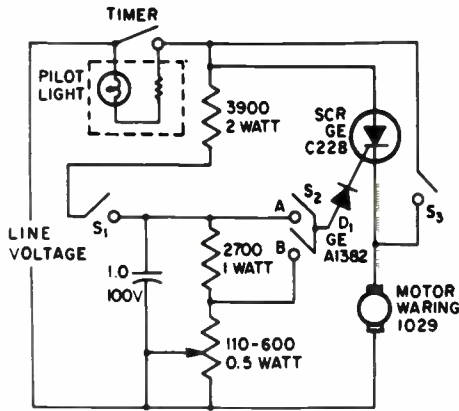 TIMER
PILOT
LIGHT
3900
2 WATT
SCR
GE
C228
S1
A
S2
B
D1
GE
A1382
S3
LINE
VOLTAGE
1.0
100V
2700
1 WATT
110-600
0.5 WATT
MOTOR
WARING
1029